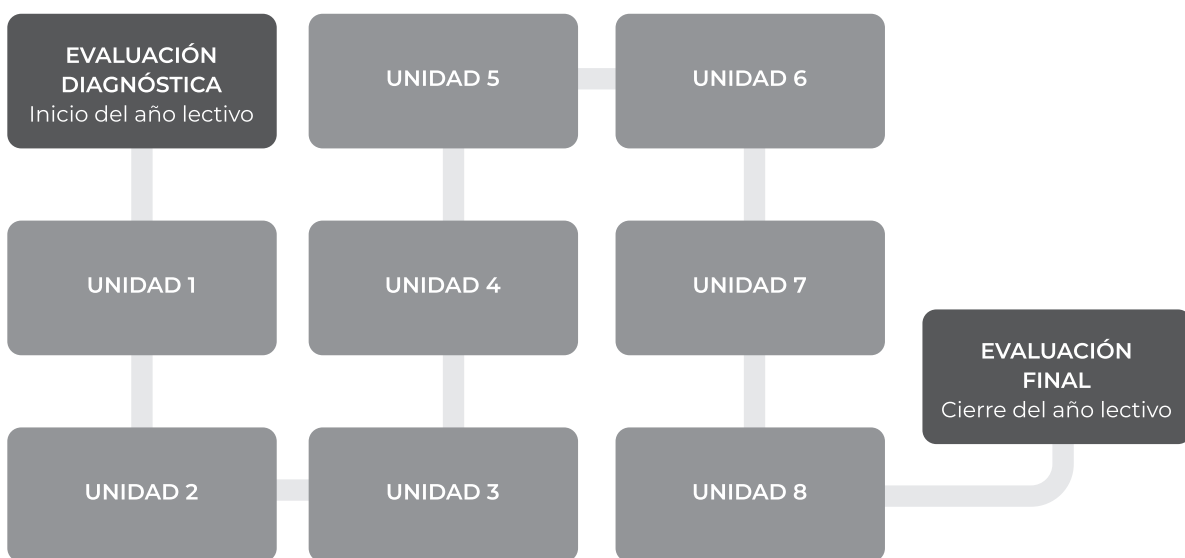 EVALUACIÓN
DIAGNÓSTICA
Inicio del año lectivo
UNIDAD 1
UNIDAD 2
UNIDAD 3
UNIDAD 4
UNIDAD 5
UNIDAD 6
UNIDAD 7
UNIDAD 8
EVALUACIÓN
FINAL
Cierre del año lectivo